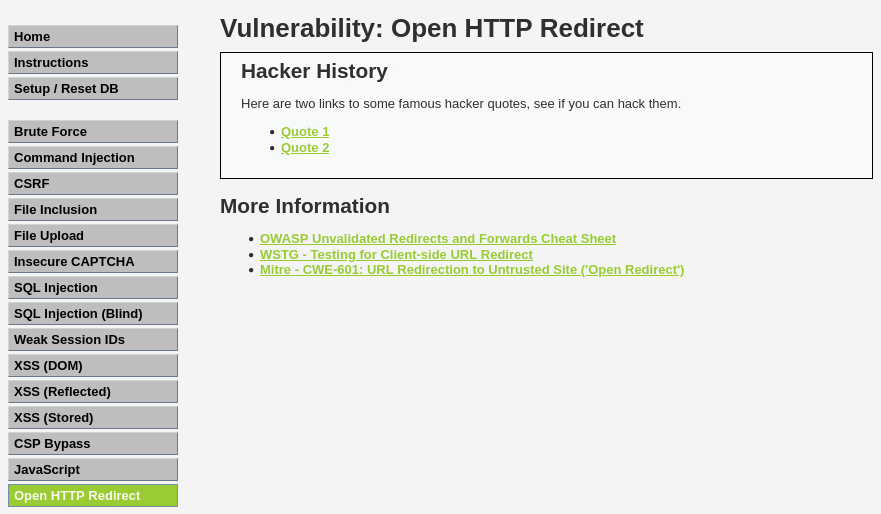 Home
Instructions
Setup / Reset DB
Brute Force
Command Injection
CSRF
File Inclusion
File Upload
Insecure CAPTCHA
SQL Injection
SQL Injection (Blind)
Weak Session IDs
XSS (DOM)
XSS (Reflected)
XSS (Stored)
CSP Bypass
JavaScript
Open HTTP Redirect
Vulnerability: Open HTTP Redirect
Hacker History
Here are two links to some famous hacker quotes, see if you can hack them.
Quote 1
Quote 2
More Information
OWASP Unvalidated Redirects and Forwards Cheat Sheet
WSTG - Testing for Client-side URL Redirect
Mitre - CWE-601: URL Redirection to Untrusted Site ('Open Redirect')